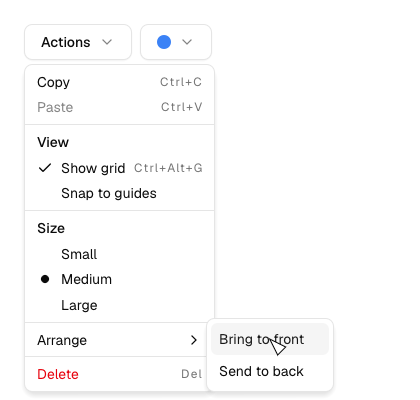 Actions
Copy Ctrl+C
Paste Ctrl+V
View
Show grid Ctrl+Alt+G
Snap to guides
Size
Small
Medium
Large
Arrange
Bring to front
Send to back
Delete Del